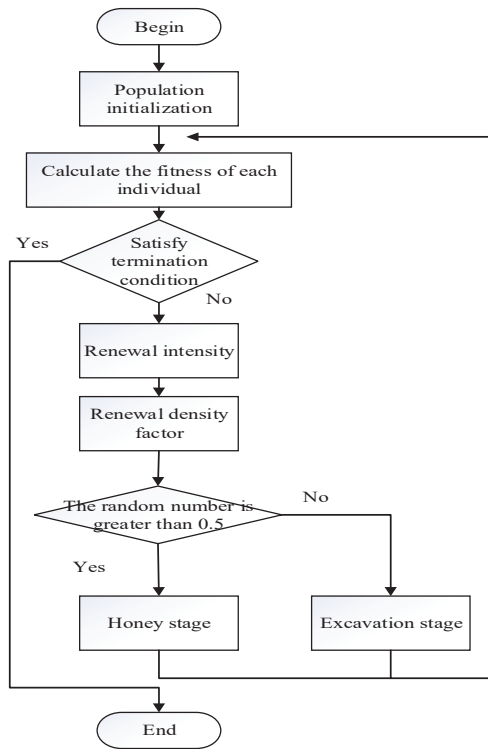 Begin
Population
initialization
Calculate the fitness of each
individual
Yes
Satisfy
termination
condition
No
Renewal intensity
Renewal density
factor
The random number is
greater than 0.5
No
Yes
Honey stage
Excavation stage
End